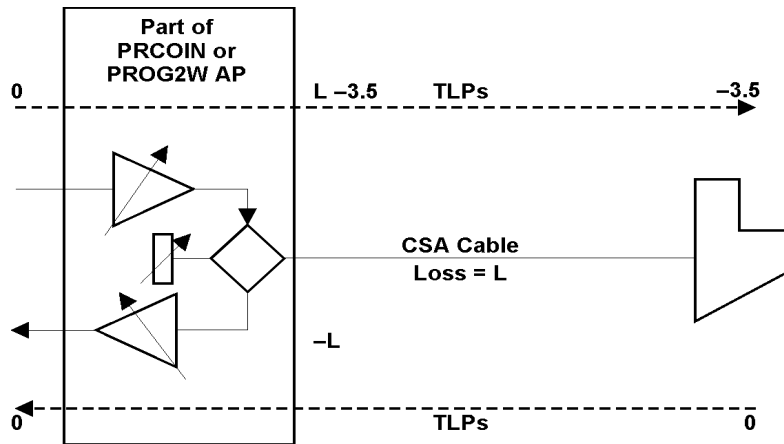 Part of
PRCOIN or
PROG2W AP
0
L –3.5
TLPs
–3.5
CSA Cable
Loss = L
–L
0
TLPs
0